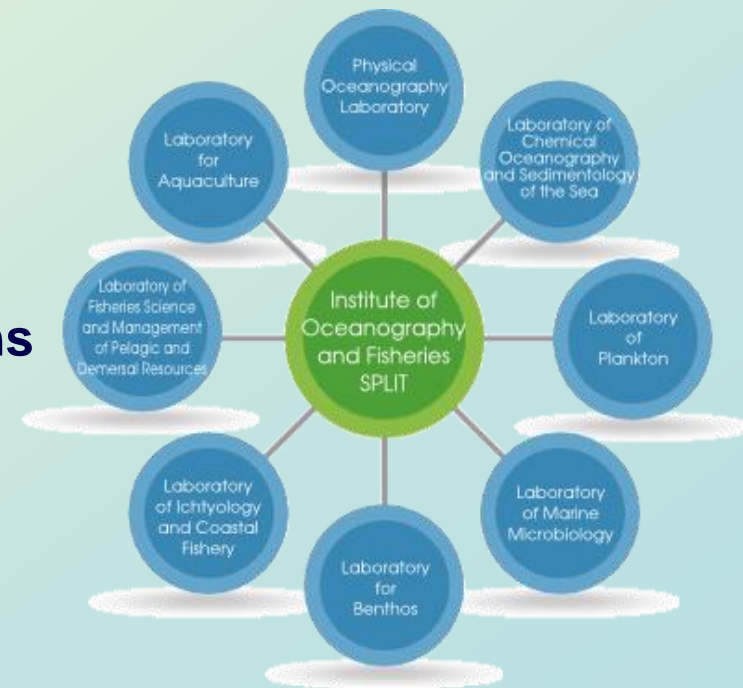 Physical
Oceanography
Laboratory
Laboratory of
Chemical
Oceanography
and Sedimentology
of the Sea
Laboratory
of
Plankton
Laboratory
of Marine
Microbiology
Laboratory
for
Benthos
Laboratory
of Ichtyology
and Coastal
Fishery
Laboratory of
Fisheries Science
and Management
of Pelagic and
Demersal Resources
Laboratory
for
Aquaculture
Institute of
Oceanography
and Fisheries
SPLIT